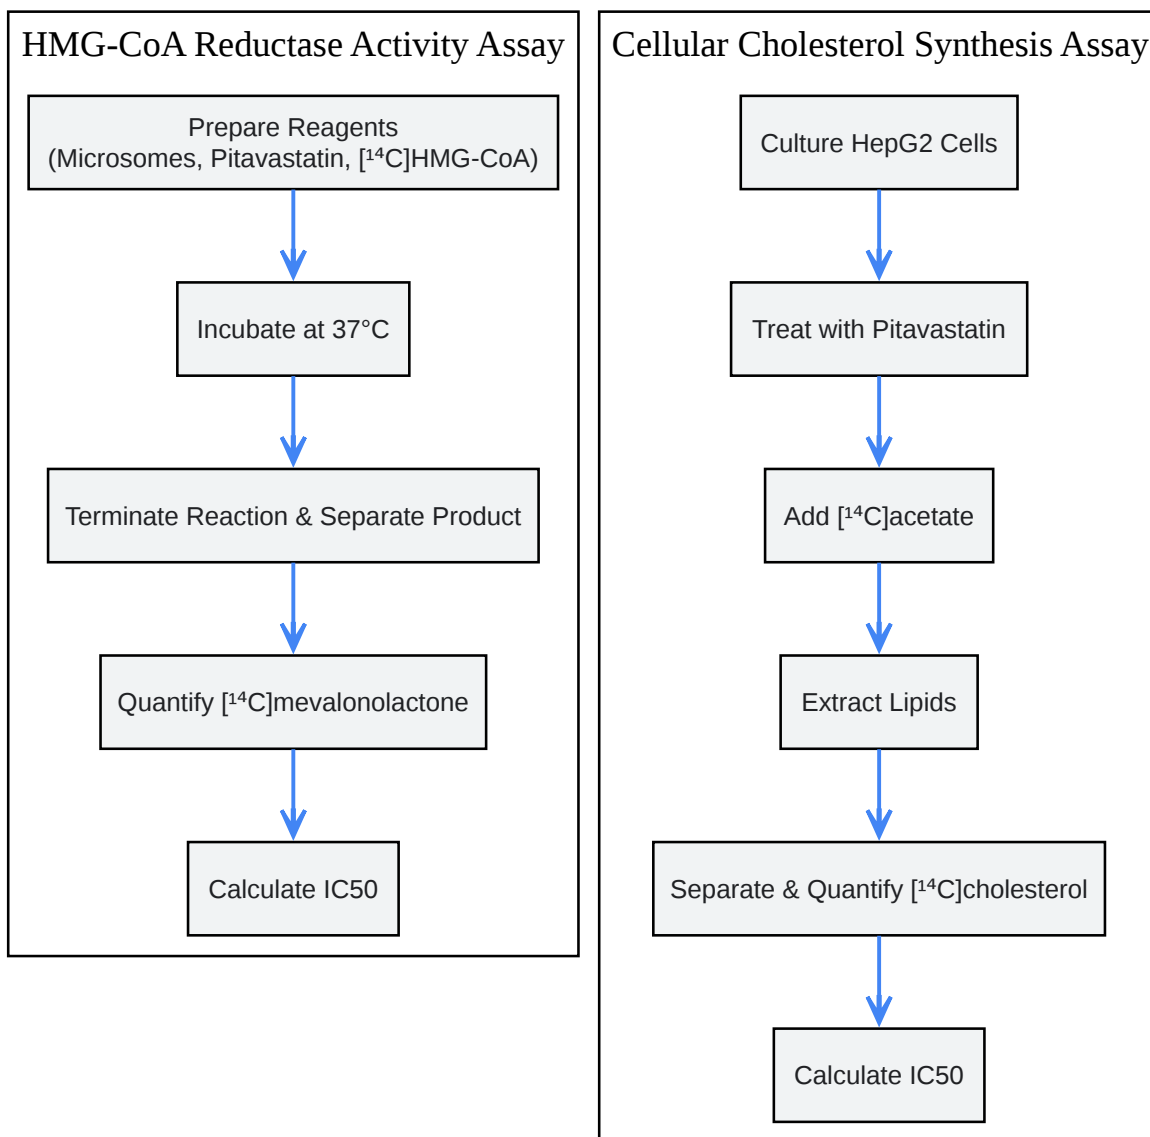 HMG-CoA Reductase Activity Assay
Prepare Reagents
(Microsomes, Pitavastatin, [¹⁴C]HMG-CoA)
Incubate at 37°C
Terminate Reaction & Separate Product
Quantify [¹⁴C]mevalonolactone
Calculate IC50
Cellular Cholesterol Synthesis Assay
Culture HepG2 Cells
Treat with Pitavastatin
Add [¹⁴C]acetate
Extract Lipids
Separate & Quantify [¹⁴C]cholesterol
Calculate IC50